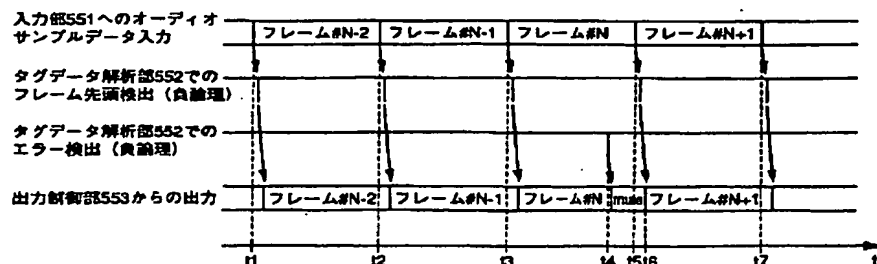 入力部551へのオーディオ
サンプルデータ入力
フレーム#N-2 フレーム#N-1 フレーム#N フレーム#N+1
タグデータ解析部552での
フレーム先頭検出（負論理）
タグデータ解析部552での
エラー検出（負論理）
出力制御部553からの出力
フレーム#N-2 フレーム#N-1 フレーム#N mute フレーム#N+1
t1 t2 t3 t4 t5 t6 t7 t